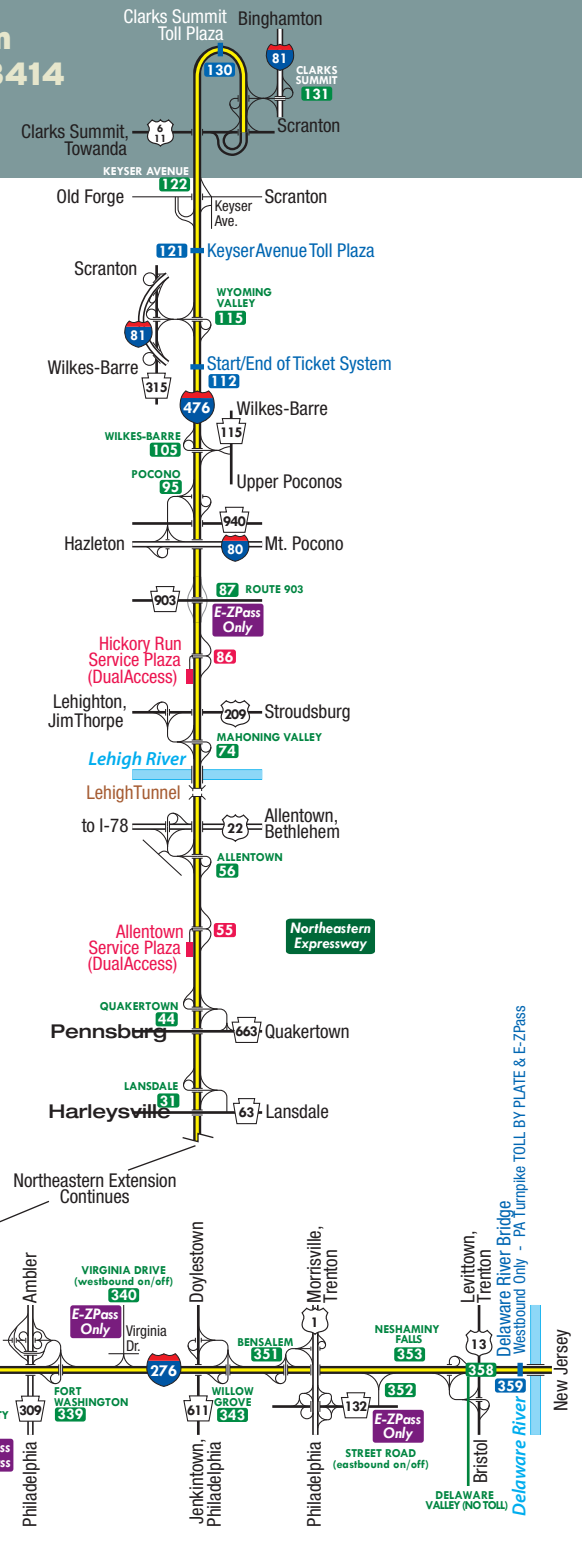 Clarks Summit
Toll Plaza
Binghamton
8414
130
81
CLARKS
SUMMIT
131
Clarks Summit,
Towanda
6
11
Scranton
KEYSER AVENUE
122
Old Forge
Keyser
Ave.
Scranton
121
KeyserAvenue Toll Plaza
Scranton
WYOMING
VALLEY
115
81
Wilkes-Barre
315
Start/End of Ticket System
112
476
Wilkes-Barre
115
WILKES-BARRE
105
Upper Poconos
POCONO
95
940
Hazleton
80
Mt. Pocono
903
87 ROUTE 903
E-ZPass
Only
Hickory Run
Service Plaza
(DualAccess)
86
Lehighton,
JimThorpe
209
Stroudsburg
MAHONING VALLEY
74
Lehigh River
LehighTunnel
to I-78
22
Allentown,
Bethlehem
ALLENTOWN
56
Allentown
Service Plaza
(DualAccess)
55
Northeastern
Expressway
QUAKERTOWN
44
Pennsburg
663
Quakertown
LANSDALE
31
Harleysville
63
Lansdale
Northeastern Extension
Continues
Ambler
VIRGINIA DRIVE
(westbound on/off)
340
E-ZPass
Only
Virginia
Dr.
Doylestown
Morrisville,
Trenton
1
BENSALEM
351
NESHAMINY
FALLS
353
Levittown,
Trenton
13
Delaware River Bridge
Westbound Only - PA Turnpike TOLL BY PLATE & E-ZPass
276
358
359
New Jersey
FORT
WASHINGTON
339
309
Philadelphia
611
WILLOW
GROVE
343
Jenkintown,
Philadelphia
Philadelphia
132
352
E-ZPass
Only
STREET ROAD
(eastbound on/off)
Bristol
DELAWARE
VALLEY (NO TOLL)
Delaware River